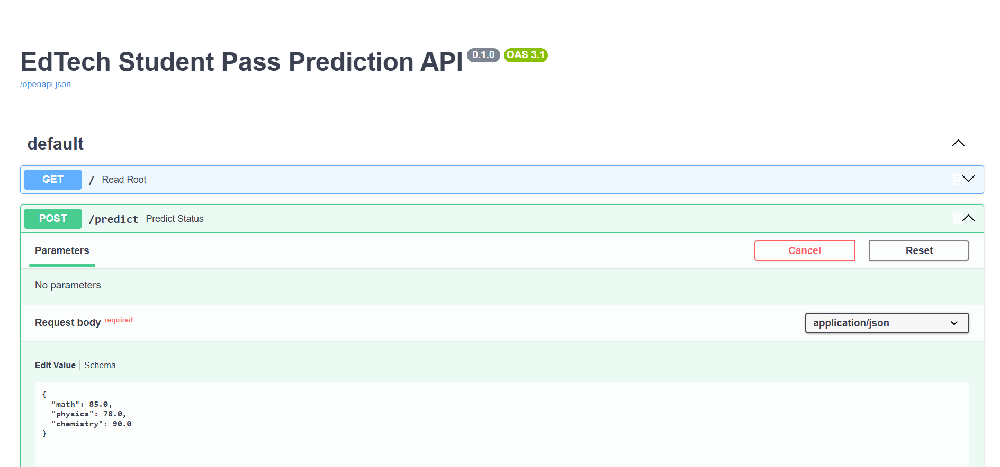 EdTech Student Pass Prediction API 0.1.0 OAS 3.1
/openapi.json
default
GET / Read Root
POST /predict Predict Status
Parameters Cancel Reset
No parameters
Request body required application/json
Edit Value Schema
{
  "math": 85.0,
  "physics": 78.0,
  "chemistry": 90.0
}